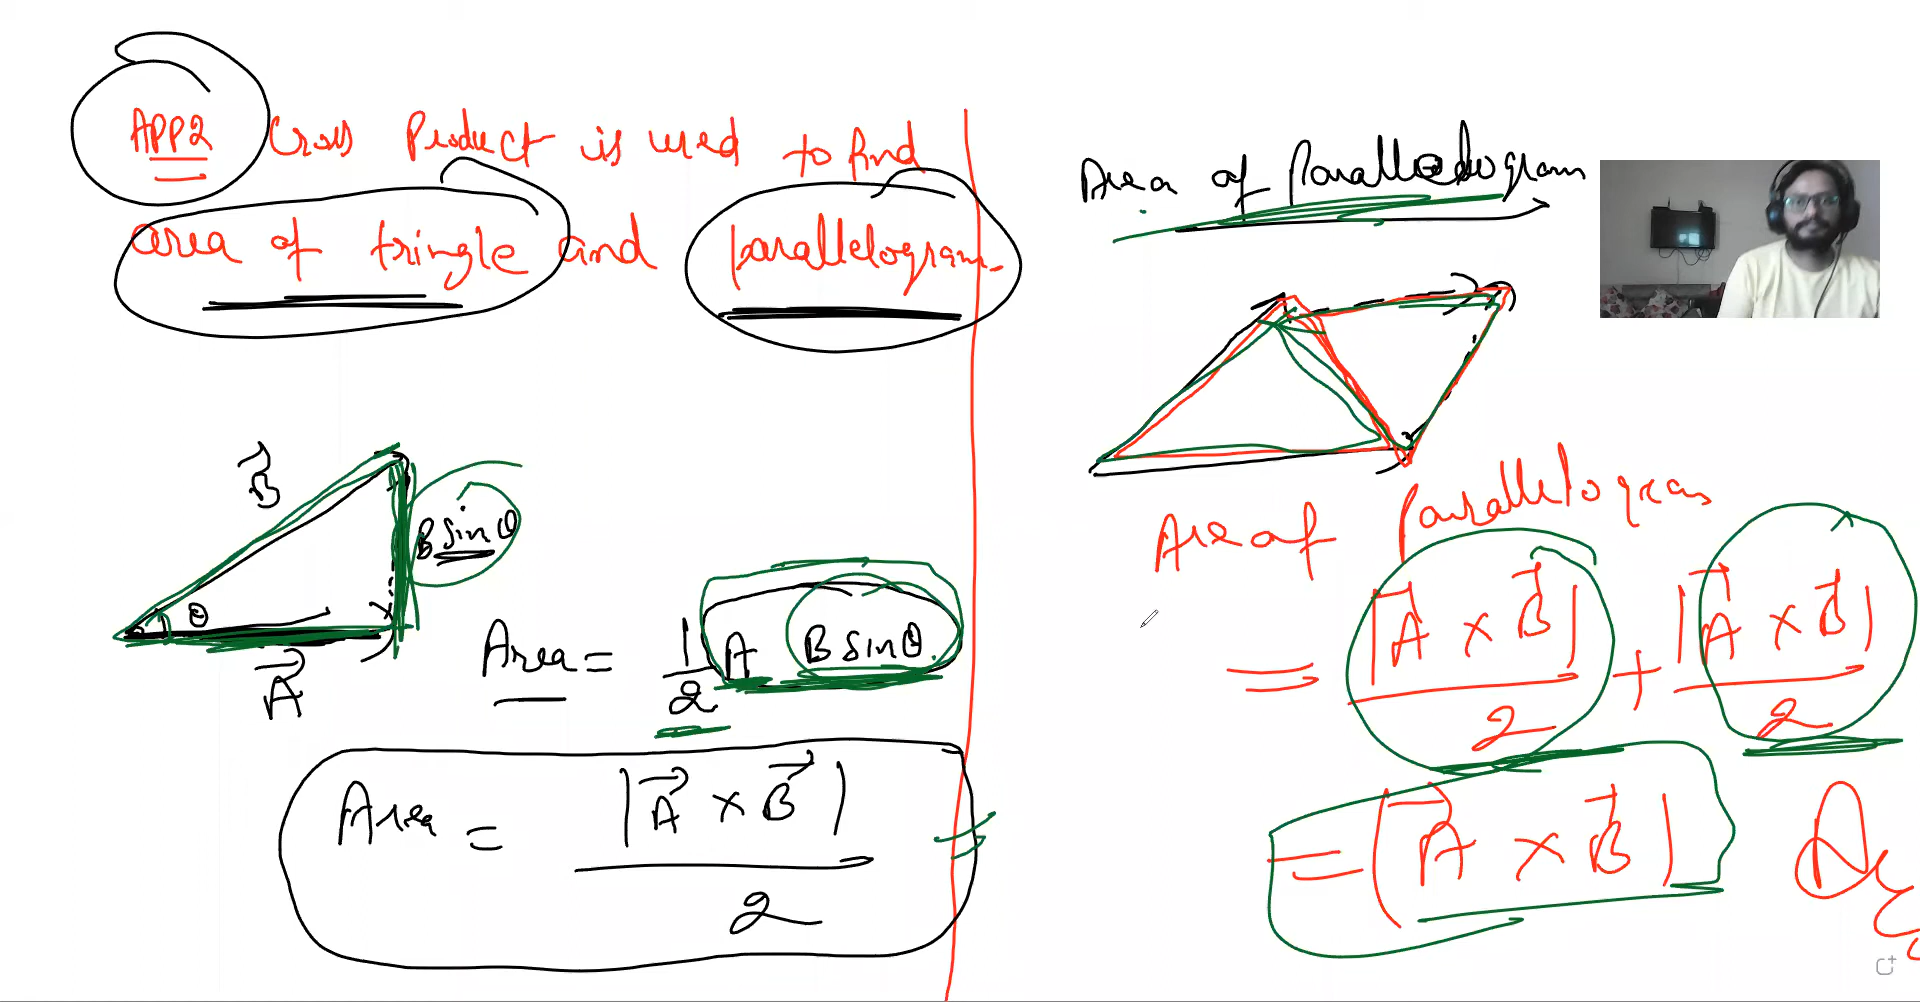 APP2 Cross Product is used to find
area of tringle and parallelogram.
B⃗
B sinθ
θ
A⃗
Area = 1/2 A B sinθ.
Area = |A⃗ × B⃗| / 2
Area of Parallelogram
Area of Parallelogram
= |A⃗ × B⃗| / 2 + |A⃗ × B⃗| / 2
= |A⃗ × B⃗|